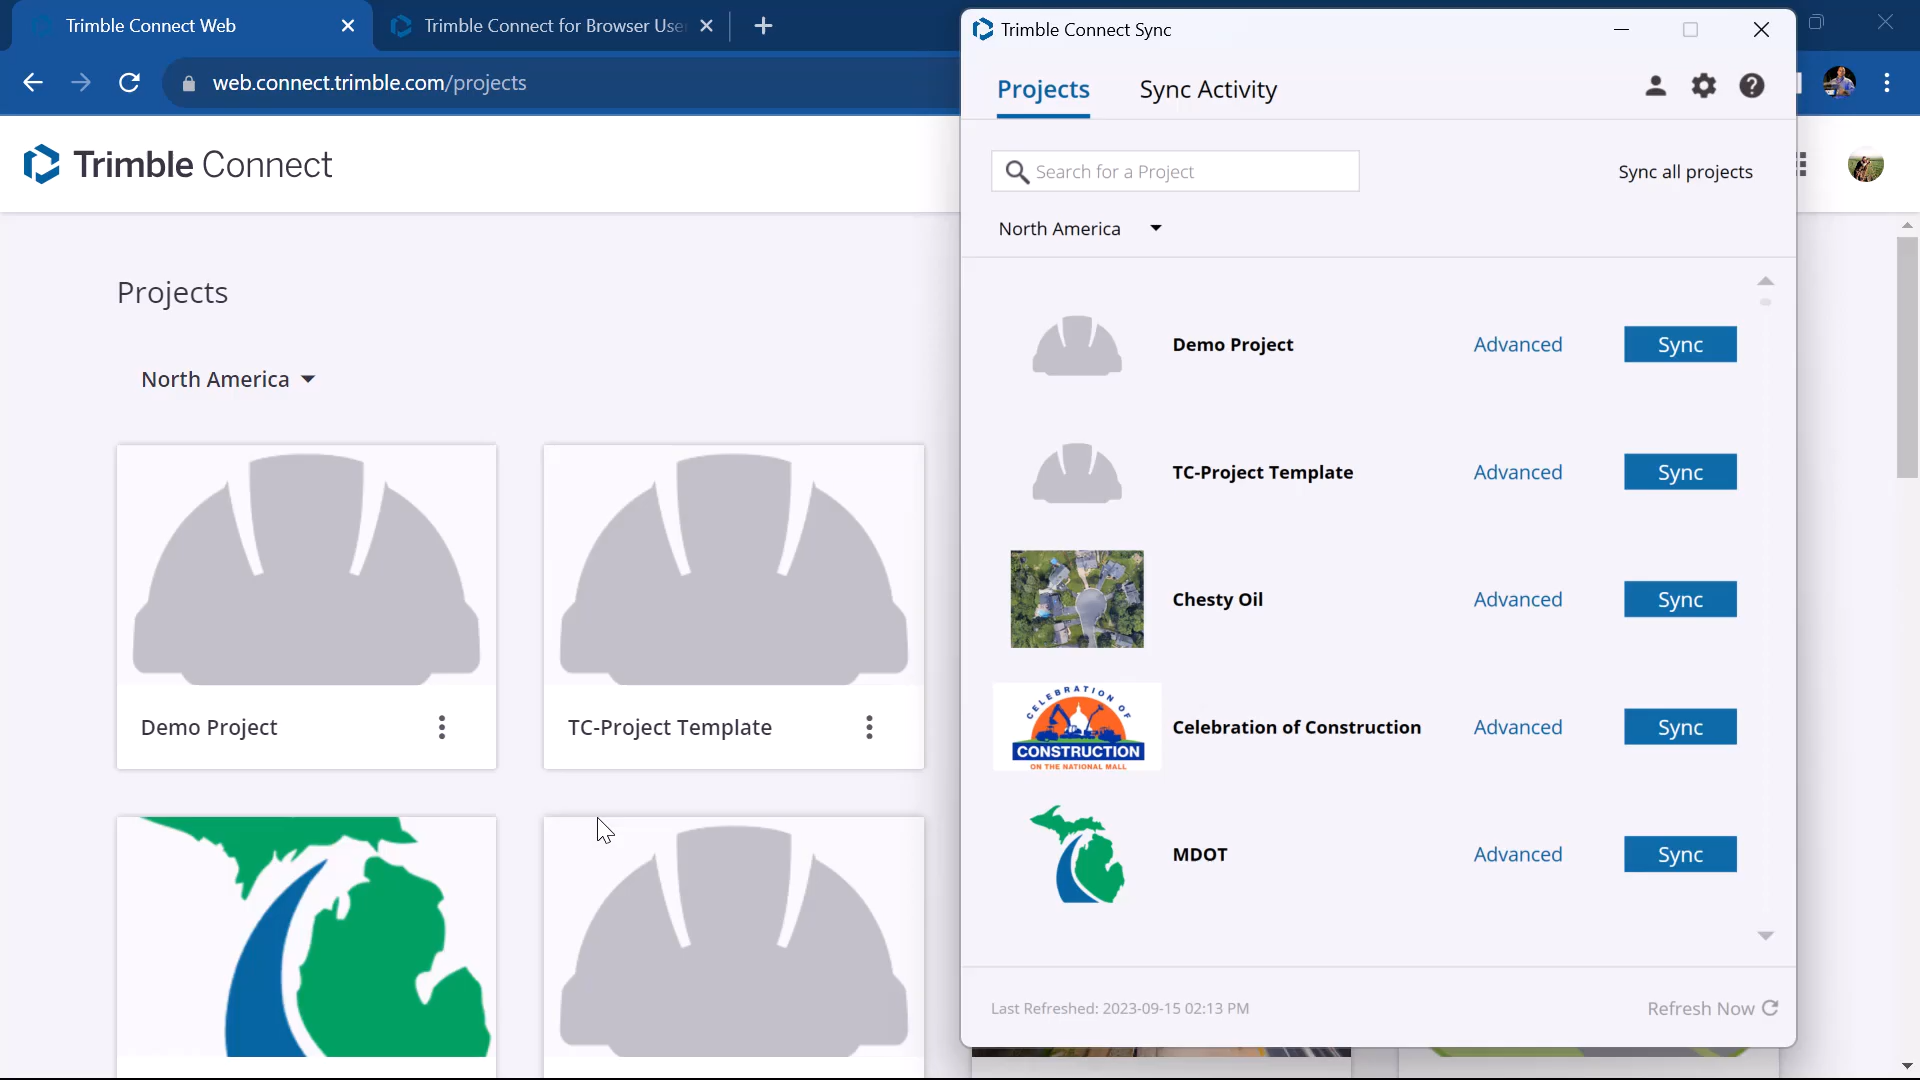 Trimble Connect Web
Trimble Connect for Browser Use
web.connect.trimble.com/projects
Trimble Connect
Projects
North America
Demo Project
TC-Project Template
Trimble Connect Sync
Projects
Sync Activity
Search for a Project
Sync all projects
North America
Demo Project
Advanced
Sync
TC-Project Template
Advanced
Sync
Chesty Oil
Advanced
Sync
CELEBRATION OF
CONSTRUCTION
ON THE NATIONAL MALL
Celebration of Construction
Advanced
Sync
MDOT
Advanced
Sync
Last Refreshed: 2023-09-15 02:13 PM
Refresh Now